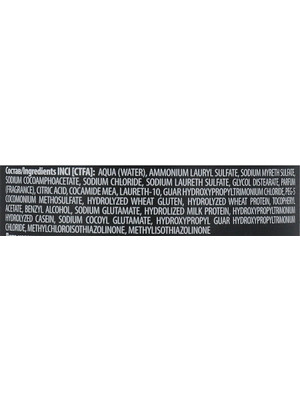 Состав/Ingredients INCI [CTFA]: AQUA (WATER), AMMONIUM LAURYL SULFATE, SODIUM MYRETH SULFATE,
SODIUM COCOAMPHOACETATE, SODIUM CHLORIDE, SODIUM LAURETH SULFATE, GLYCOL DISTEARATE, PARFUM
(FRAGRANCE), CITRIC ACID, COCAMIDE MEA, LAURETH-10, GUAR HYDROXYPROPYLTRIMONIUM CHLORIDE, PEG-5
COCOMONIUM METHOSULFATE, HYDROLYZED WHEAT GLUTEN, HYDROLYZED WHEAT PROTEIN, TOCOPHERYL
ACETATE, BENZYL ALCOHOL, SODIUM GLUTAMATE, HYDROLIZED MILK PROTEIN, HYDROXYPROPYLTRIMONIUM
HYDROLYZED CASEIN, SODIUM COCOYL GLUTAMATE, HYDROXYPROPYL GUAR HYDROXYPROPYLTRIMONIUM
CHLORIDE, METHYLCHLOROISOTHIAZOLINONE, METHYLISOTHIAZOLINONE